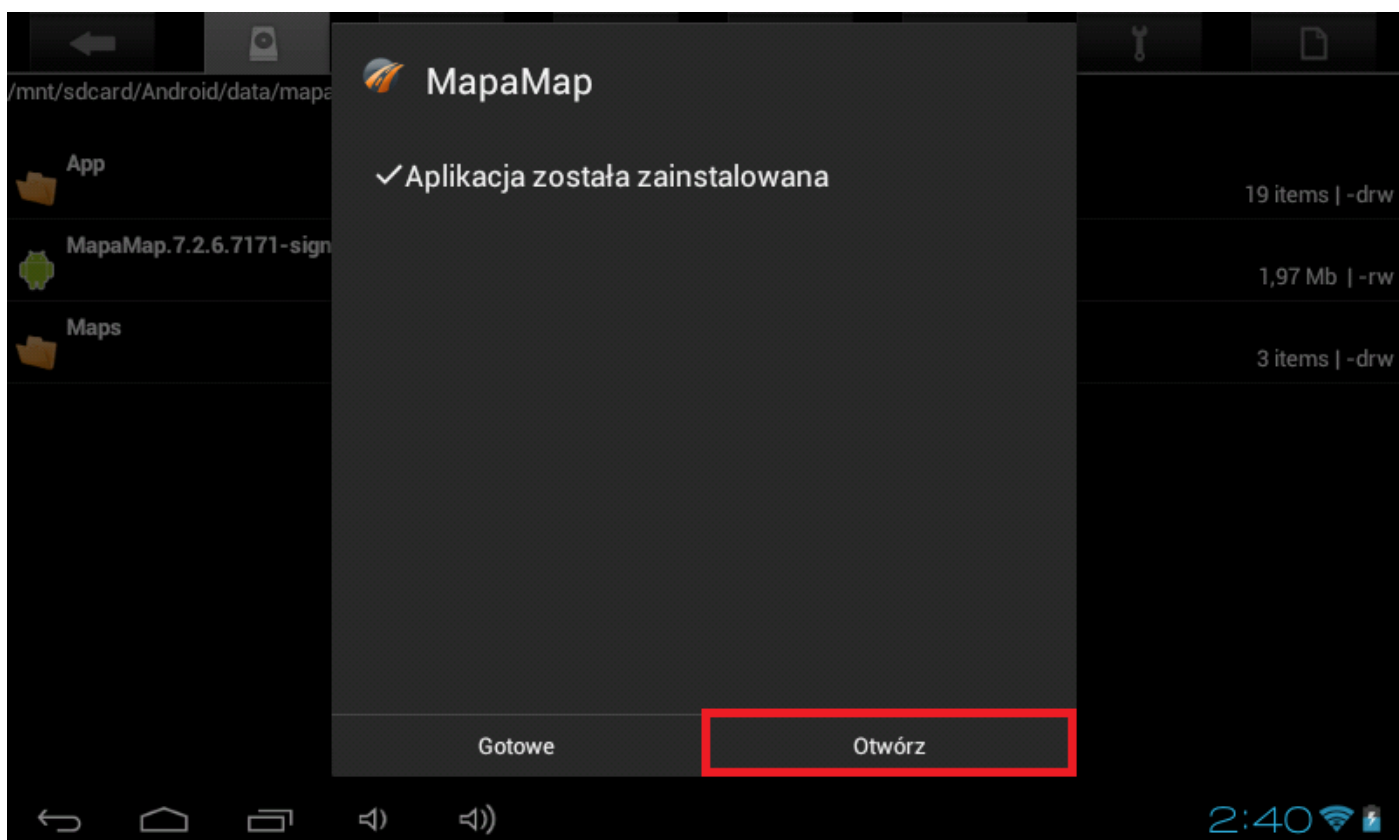 /mnt/sdcard/Android/data/mapa
MapaMap
App
✓Aplikacja została zainstalowana
19 items | -drw
MapaMap.7.2.6.7171-sign
1,97 Mb | -rw
Maps
3 items | -drw
Gotowe
Otwórz
2:40